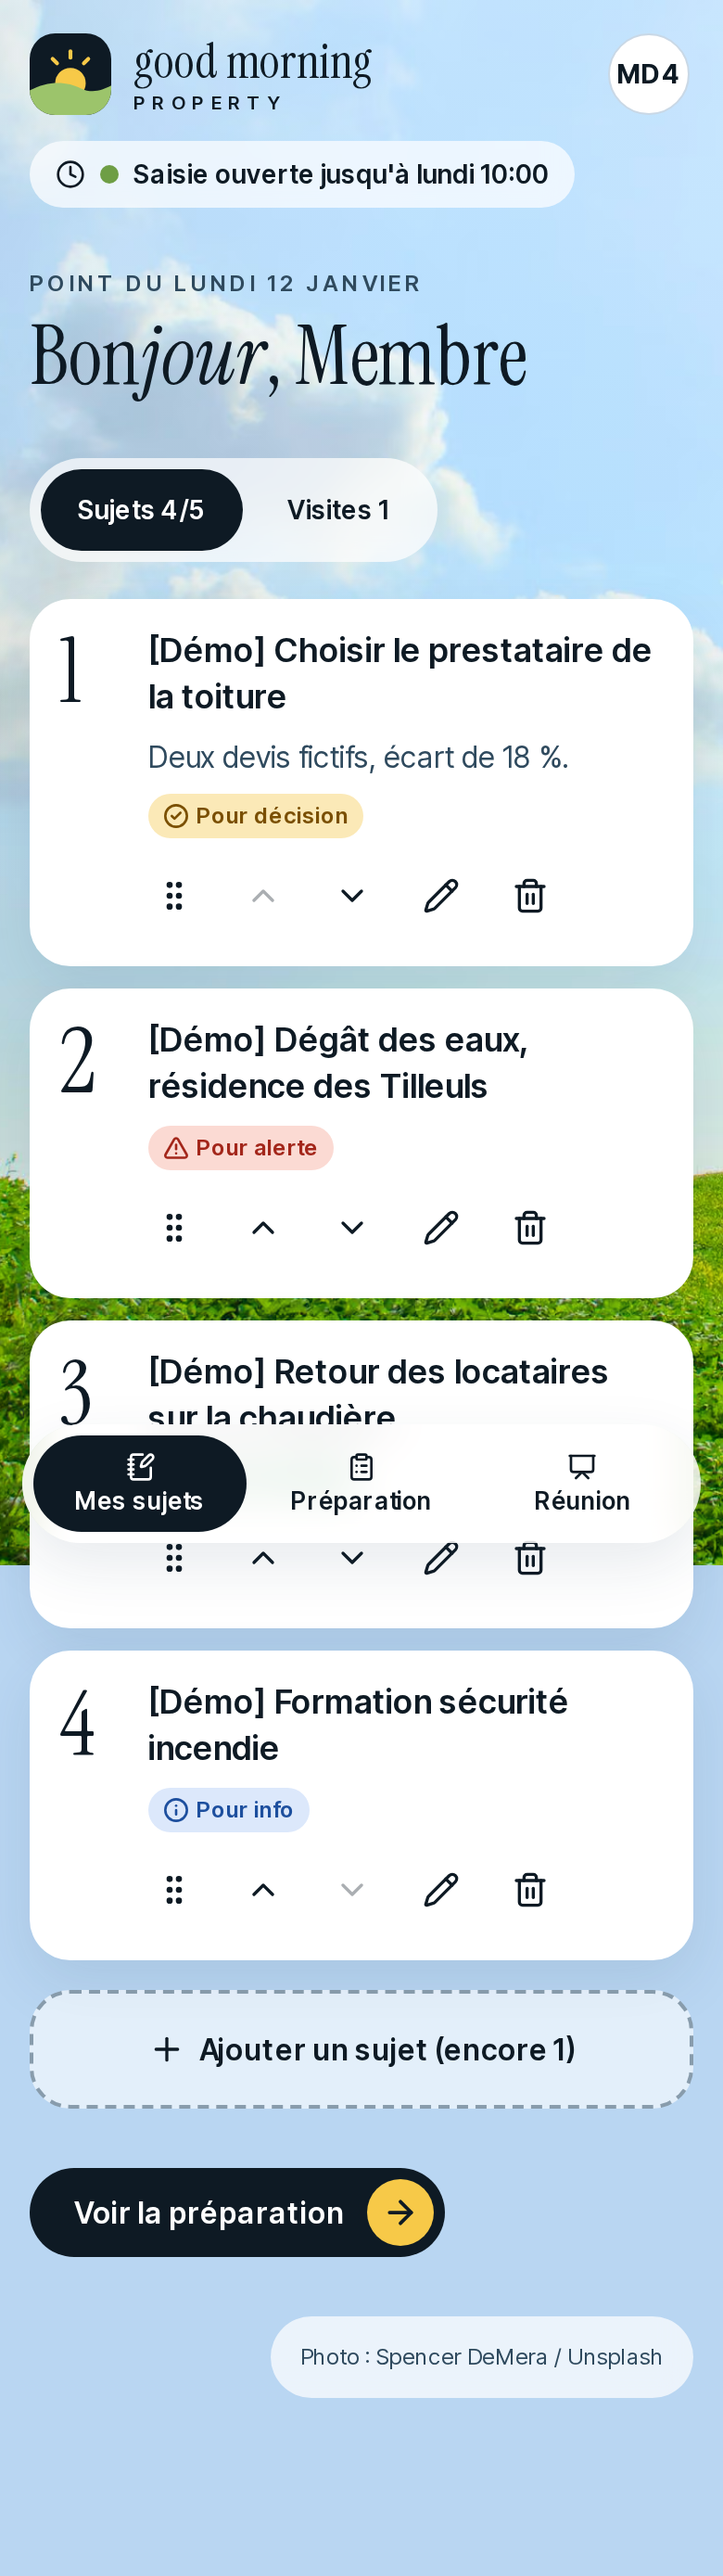 good morning
PROPERTY
MD4
Saisie ouverte jusqu'à lundi 10:00
POINT DU LUNDI 12 JANVIER
Bonjour, Membre
Sujets 4/5
Visites 1
1
[Démo] Choisir le prestataire de
la toiture
Deux devis fictifs, écart de 18 %.
Pour décision
2
[Démo] Dégât des eaux,
résidence des Tilleuls
Pour alerte
3
[Démo] Retour des locataires
sur la chaudière
Mes sujets
Préparation
Réunion
4
[Démo] Formation sécurité
incendie
Pour info
Ajouter un sujet (encore 1)
Voir la préparation
Photo : Spencer DeMera / Unsplash